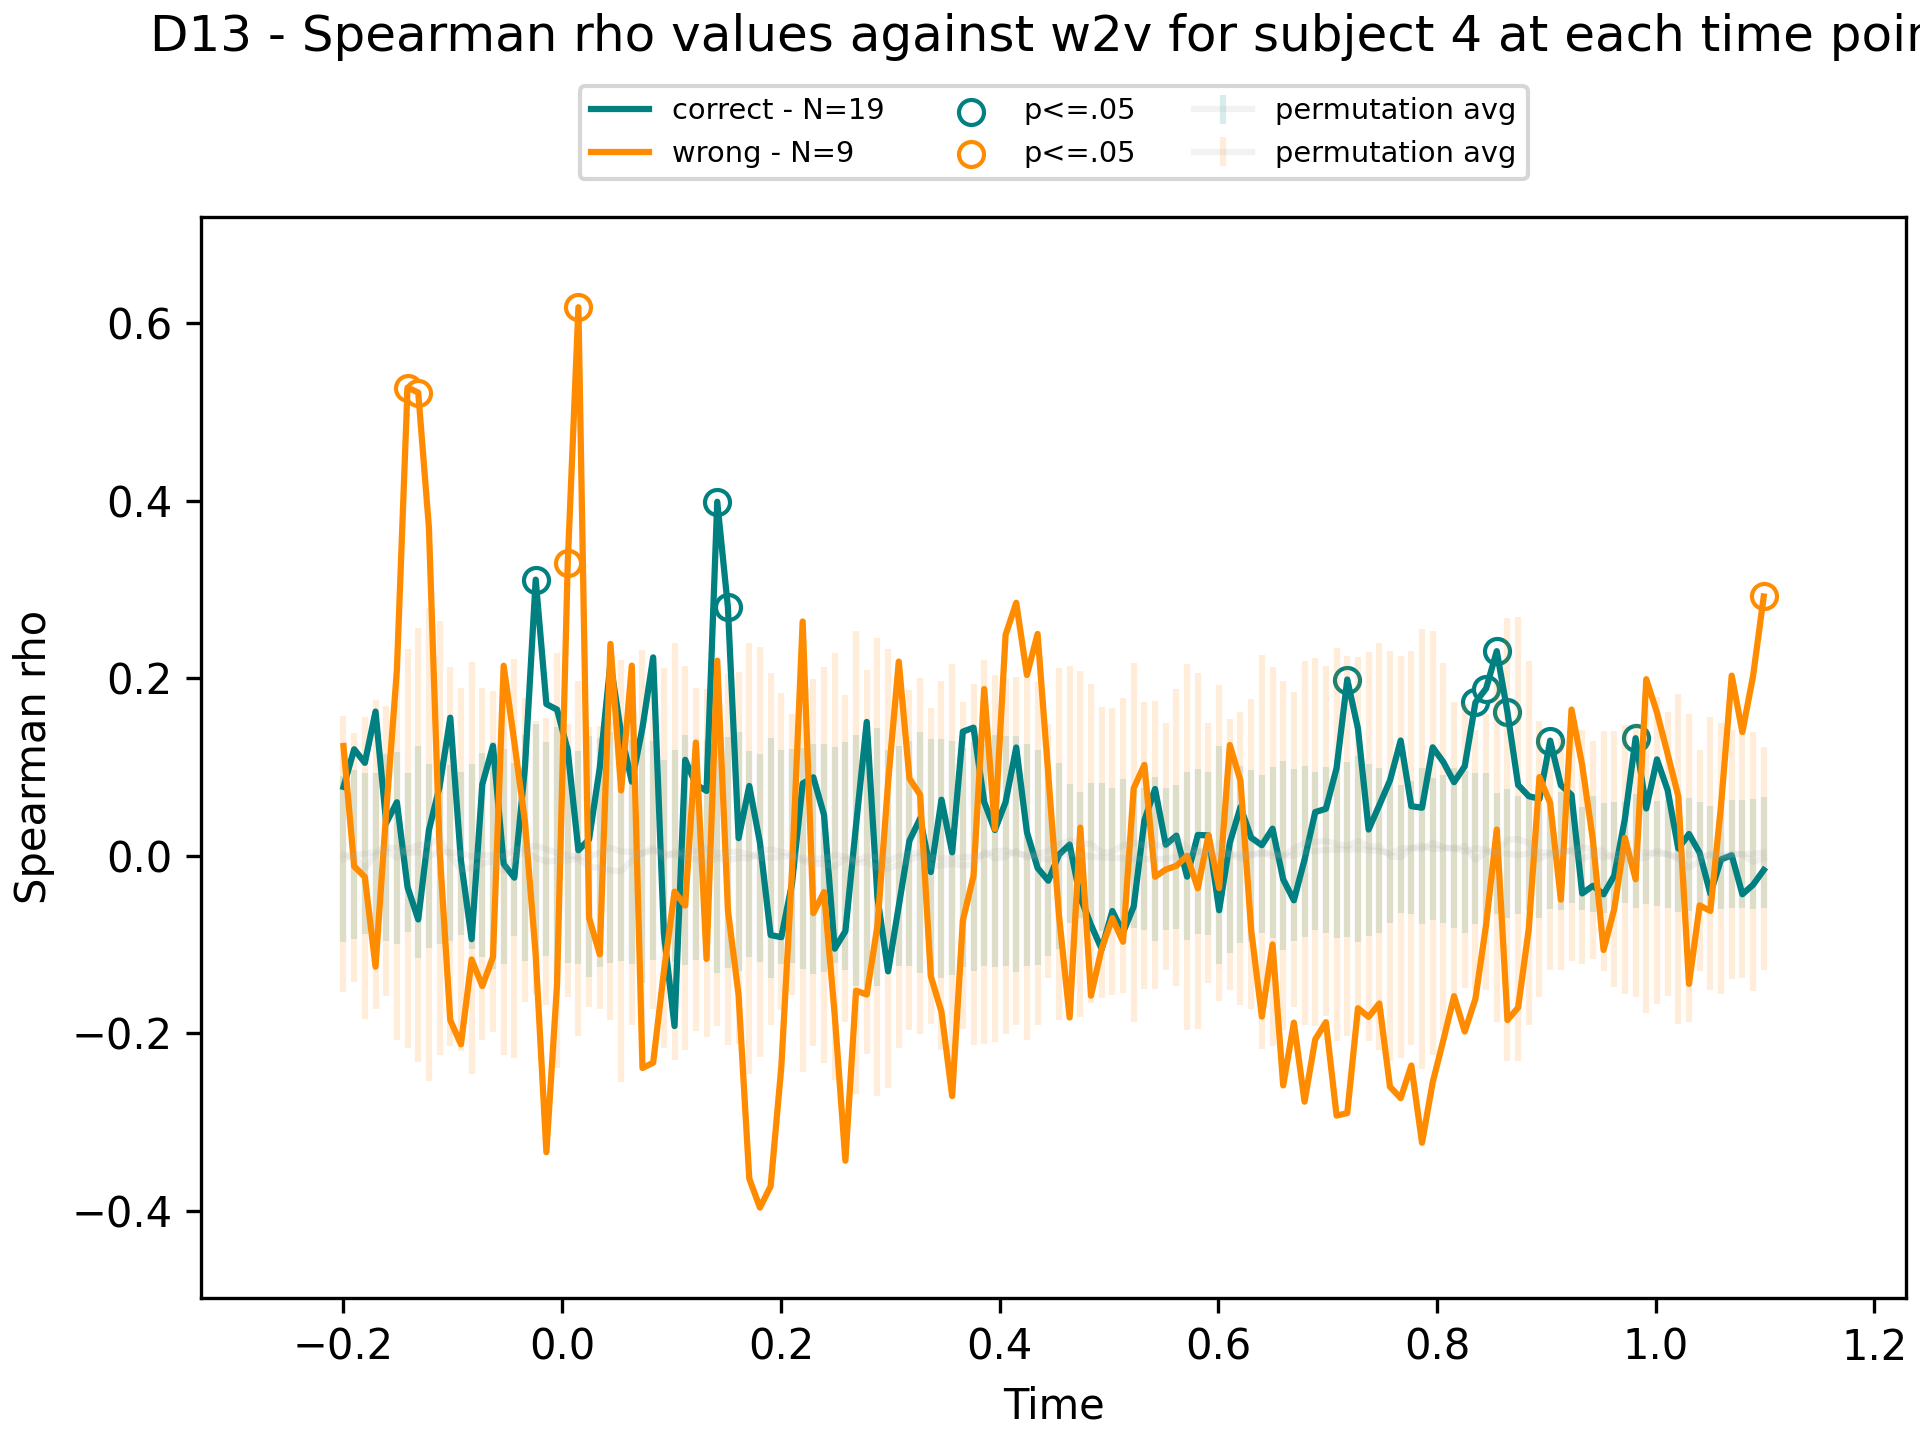 D13 - Spearman rho values against w2v for subject 4 at each time
correct - N=19 p<=.05 permutation avg
wrong - N=9 p<=.05 permutation avg
0.6
0.4
0.2
0.0
−0.2
−0.4
Spearman rho
−0.2 0.0 0.2 0.4 0.6 0.8 1.0 1.2
Time